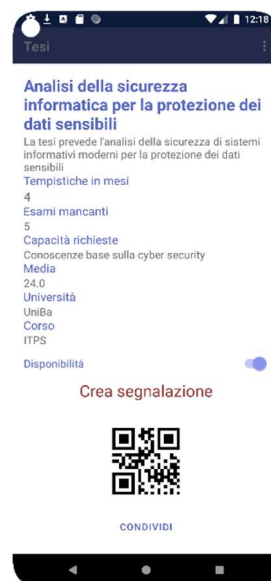 12:18
Tesi
Analisi della sicurezza
informatica per la protezione dei
dati sensibili
La tesi prevede l'analisi della sicurezza di sistemi
informativi moderni per la protezione dei dati
sensibili
Tempistiche in mesi
4
Esami mancanti
5
Capacità richieste
Conoscenze base sulla cyber security
Media
24.0
Università
UniBa
Corso
ITPS
Disponibilità
Crea segnalazione
CONDIVIDI